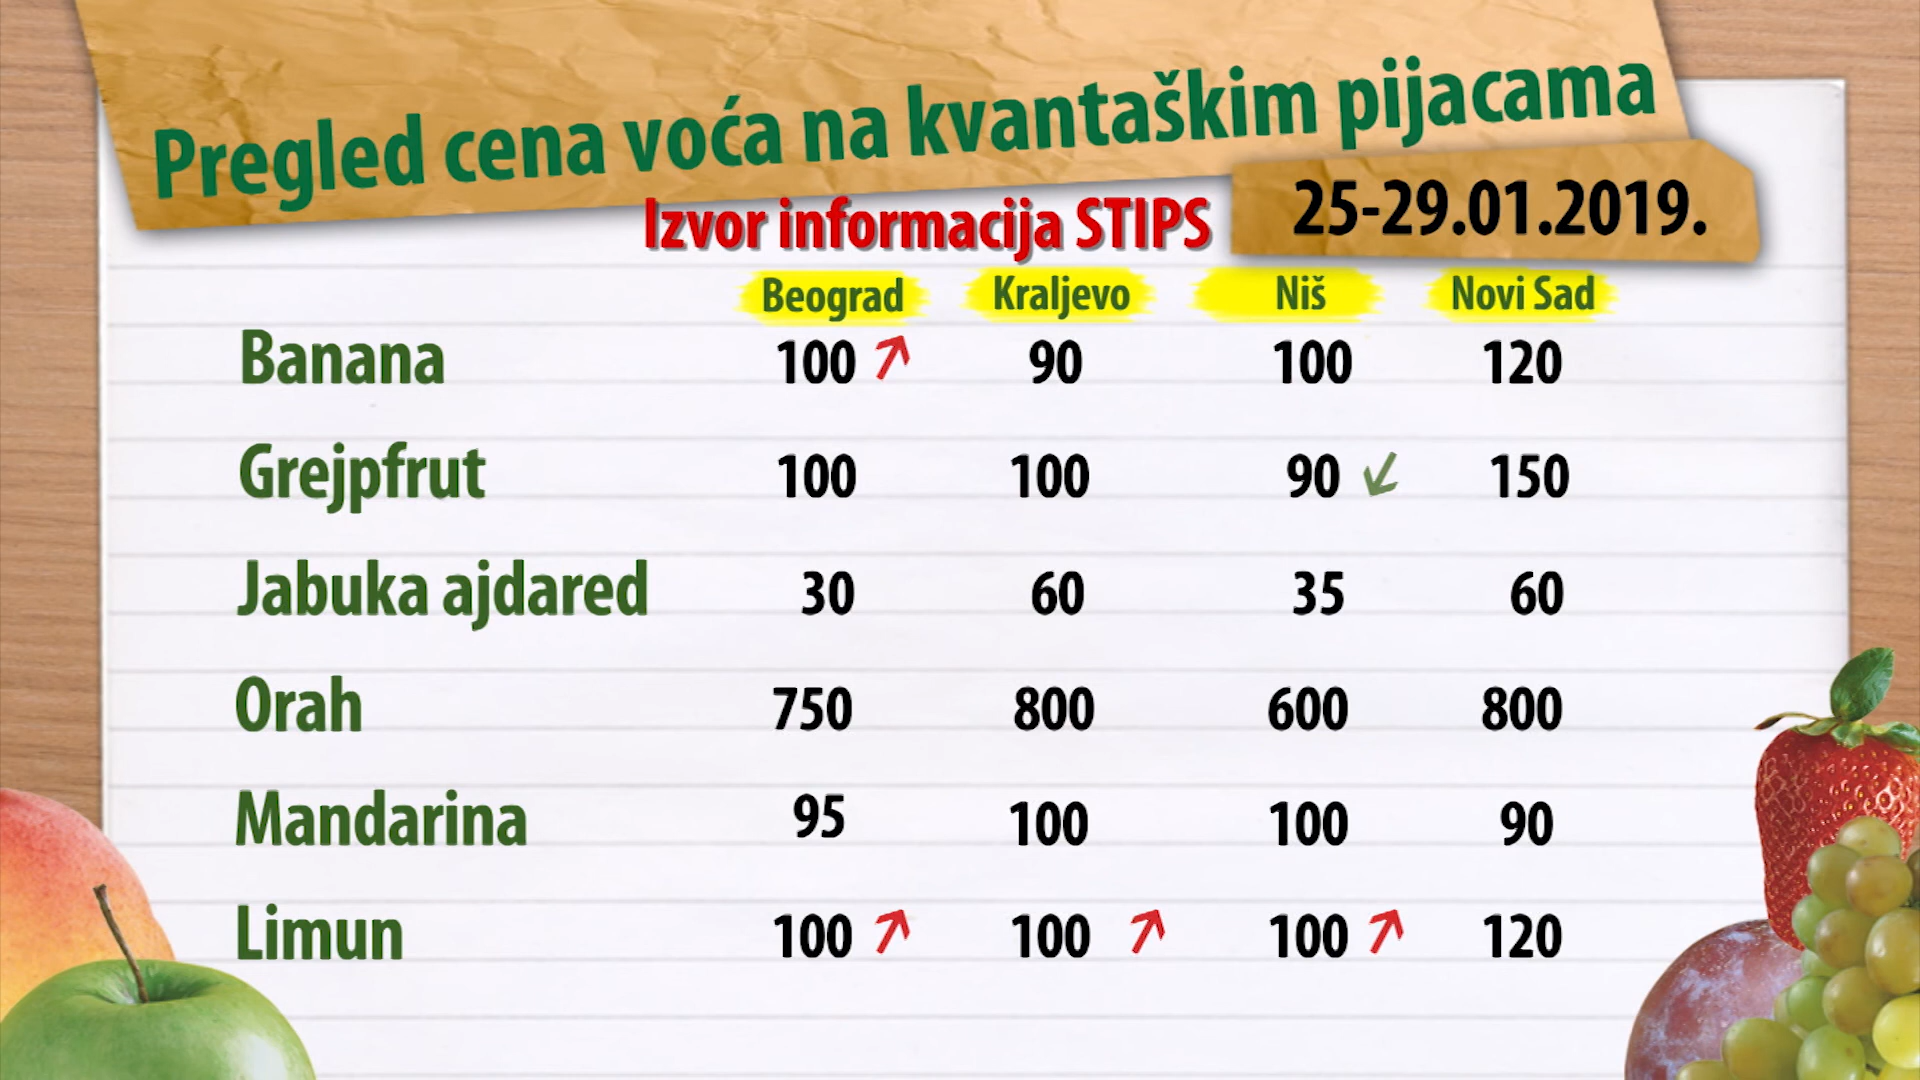 Pregled cena voća na kvantaškim pijacama
Izvor informacija STIPS 25-29.01.2019.
Beograd Kraljevo Niš Novi Sad
Banana 100 90 100 120
Grejpfrut 100 100 90 150
Jabuka ajdared 30 60 35 60
Orah 750 800 600 800
Mandarina 95 100 100 90
Limun 100 100 100 120